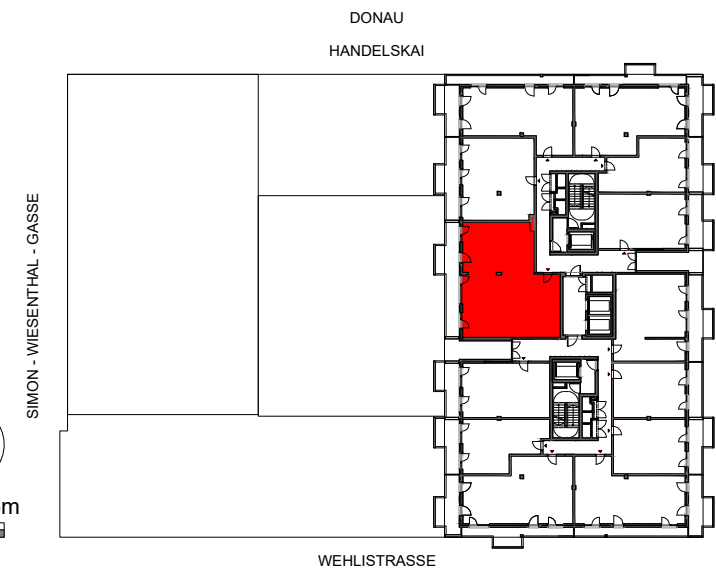 DONAU
HANDELSKAI
SIMON - WIESENTHAL - GASSE
m
WEHLISTRASSE